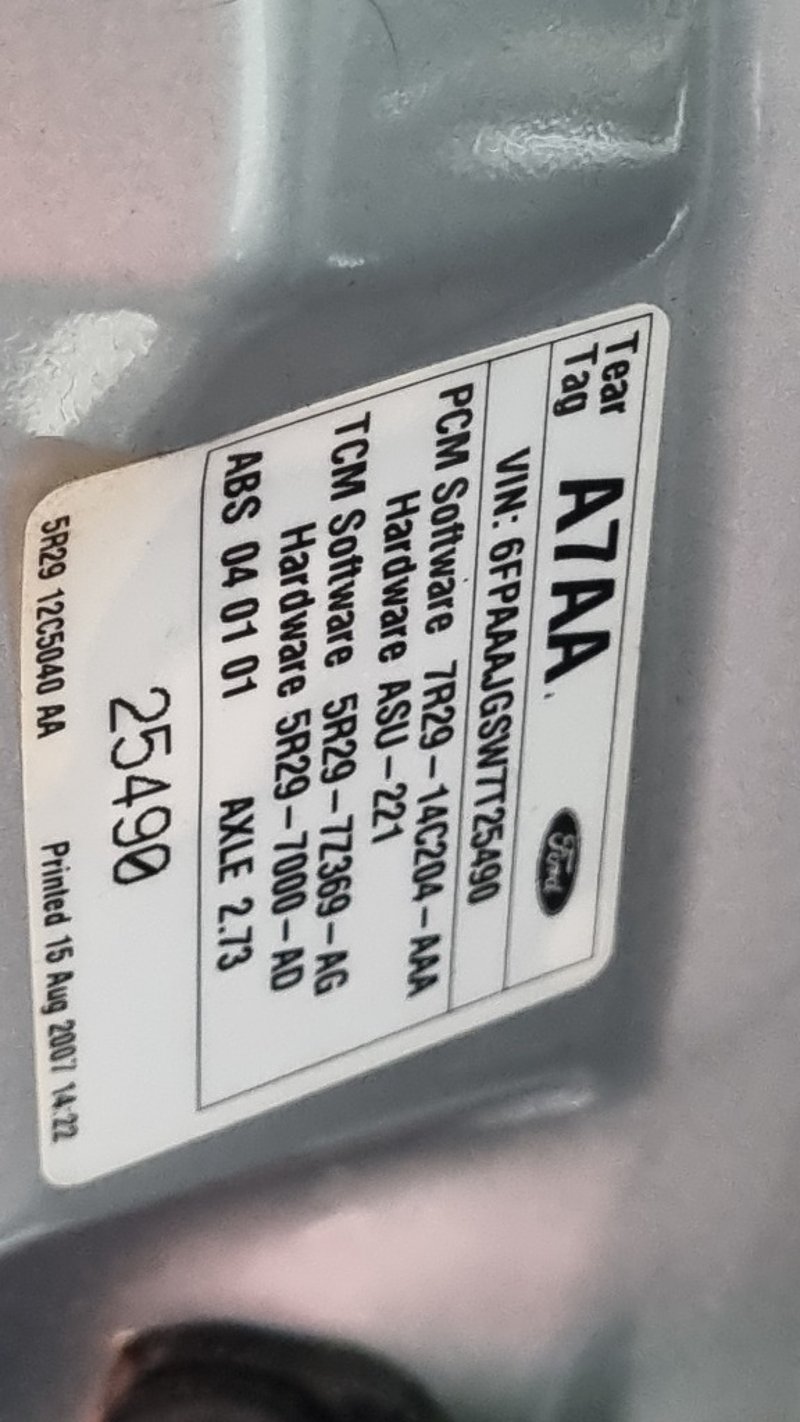 Tear
Tag
A7AA
Ford
VIN: 6FPAAAJGSW7T25490
PCM Software 7R29-14C204-AAA
Hardware ASU-221
TCM Software 5R29-7Z369-AG
Hardware 5R29-7000-AD
ABS 04 01 01 AXLE 2.73
25490
5R29 12C5040 AA Printed 15 Aug 2007 14:22